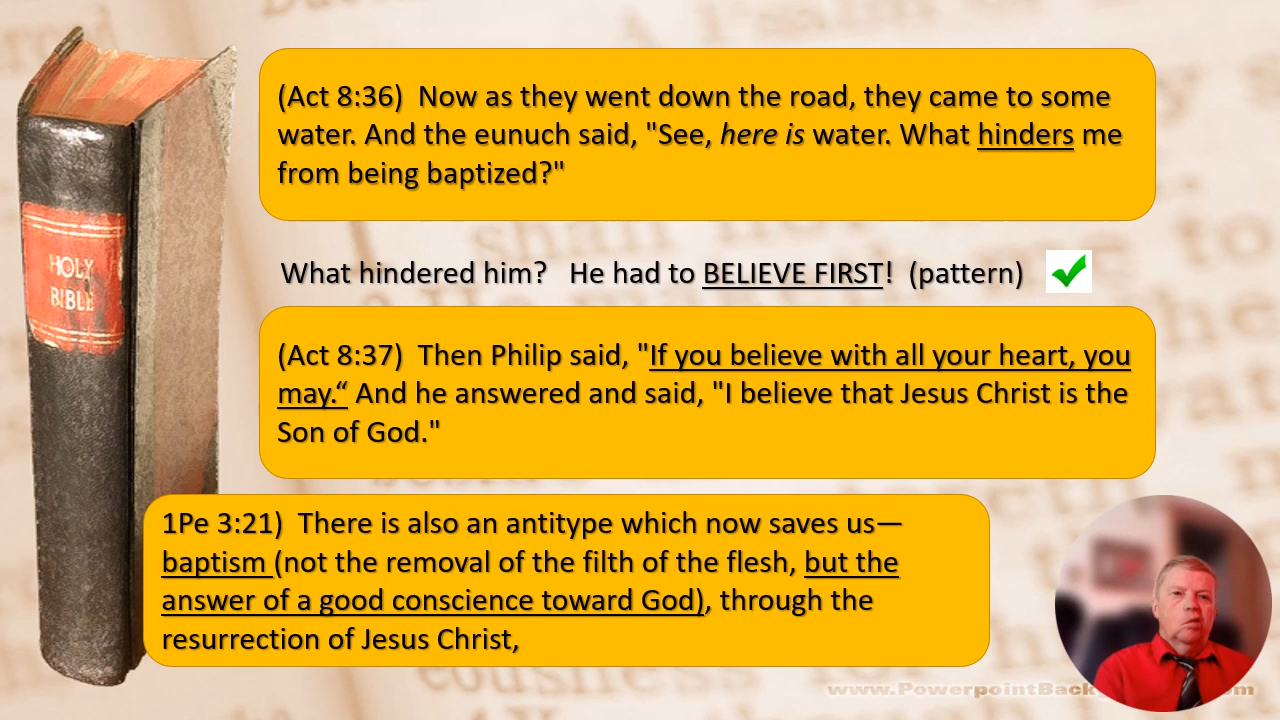 (Act 8:36)  Now as they went down the road, they came to some
water. And the eunuch said, "See, here is water. What hinders me
from being baptized?"
What hindered him?   He had to BELIEVE FIRST!  (pattern)
HOLY
BIBLE
(Act 8:37)  Then Philip said, "If you believe with all your heart, you
may.“ And he answered and said, "I believe that Jesus Christ is the
Son of God."
1Pe 3:21)  There is also an antitype which now saves us—
baptism (not the removal of the filth of the flesh, but the
answer of a good conscience toward God), through the
resurrection of Jesus Christ,